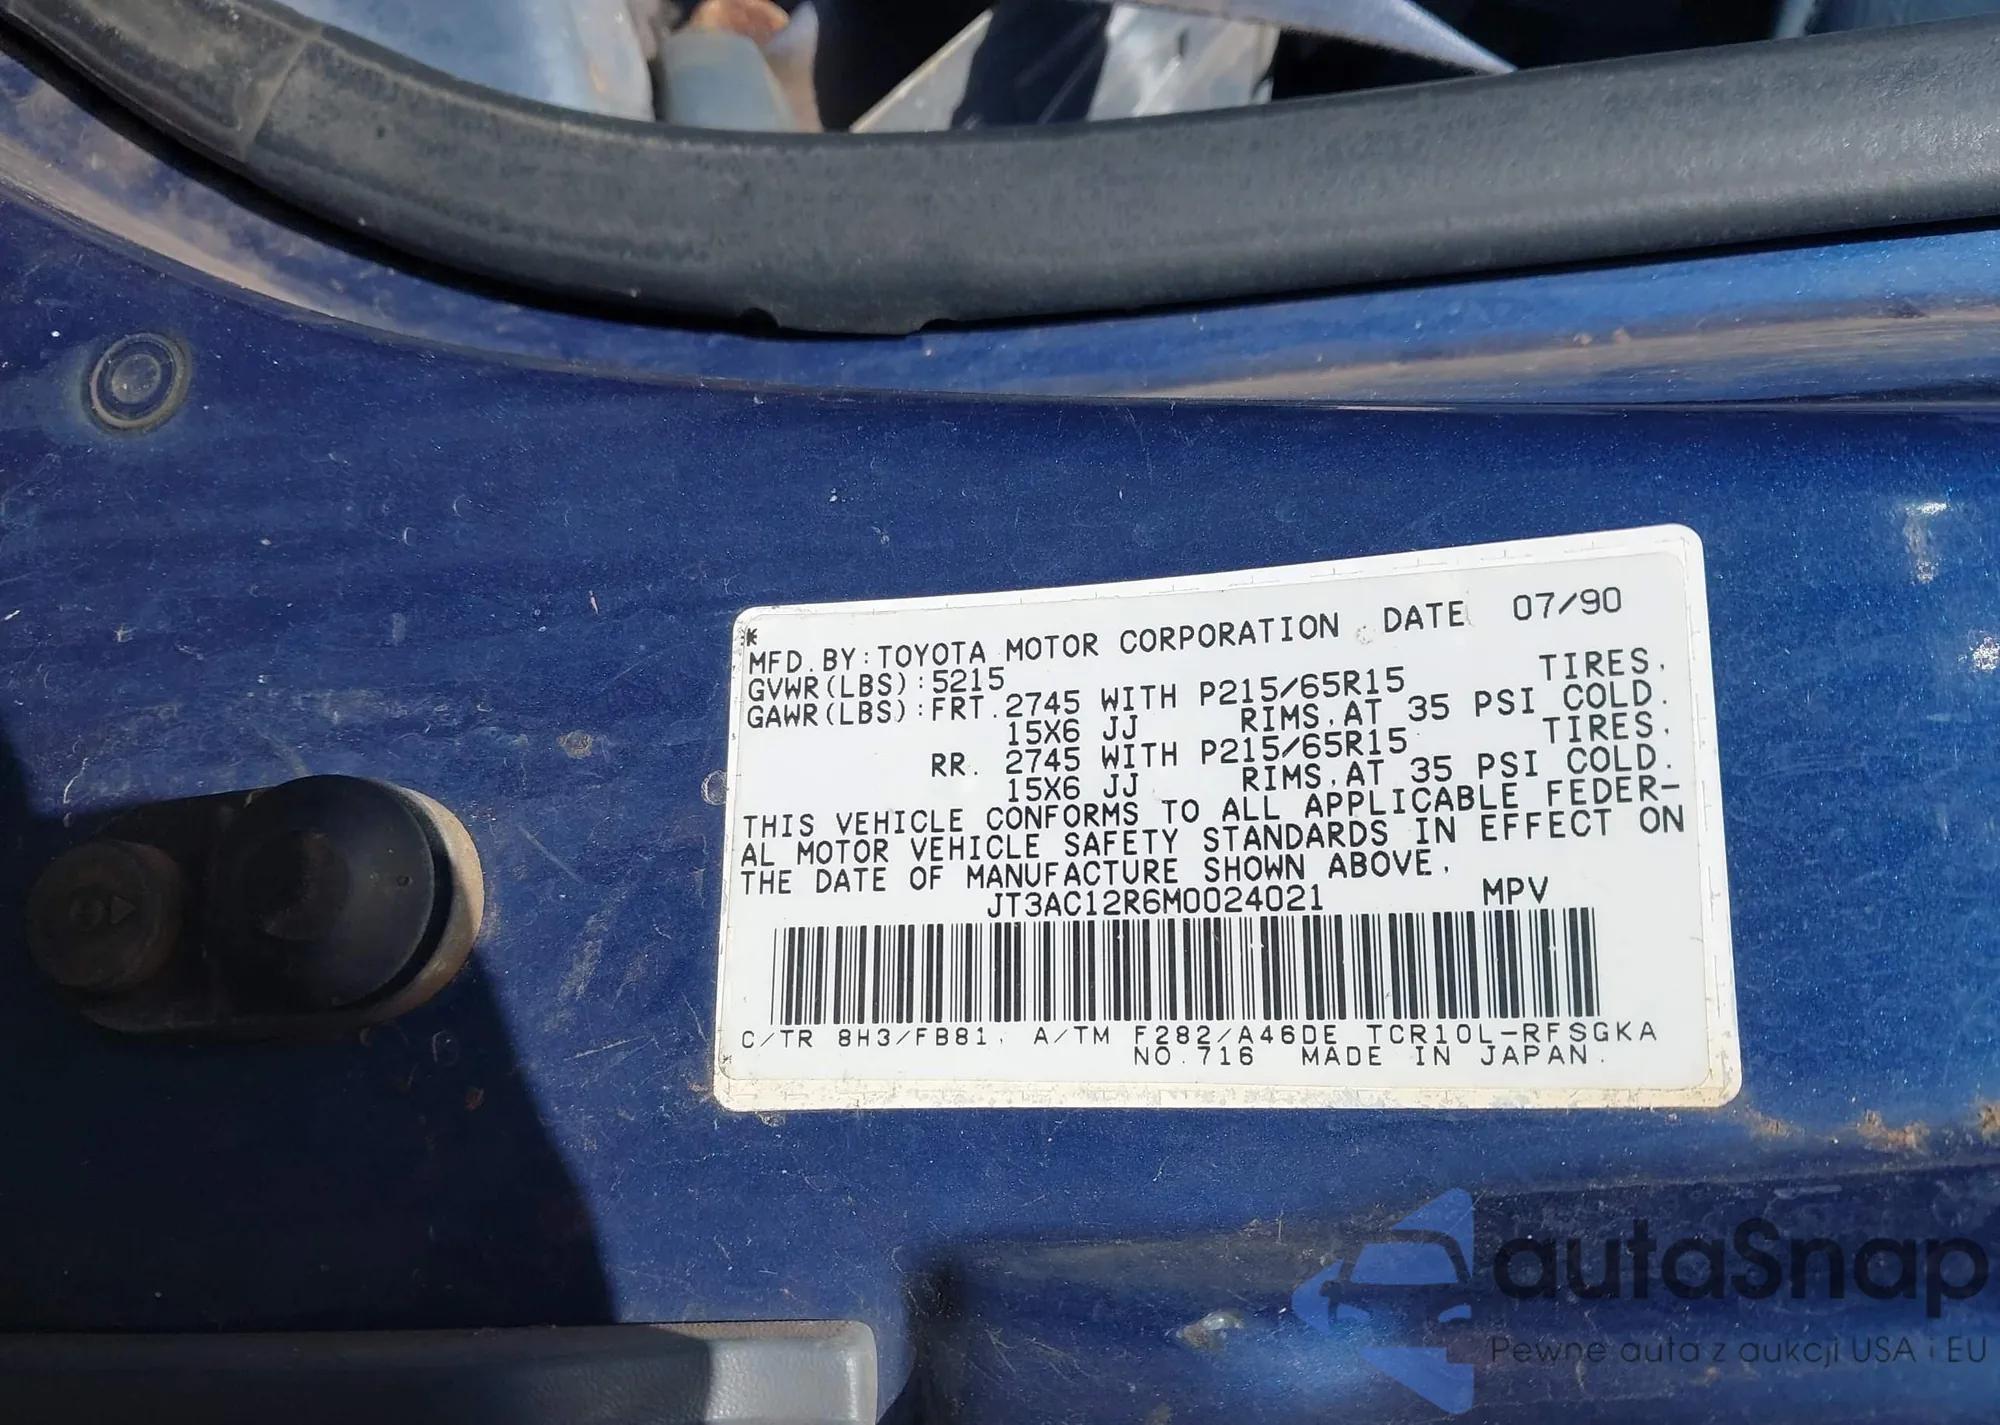 *
MFD. BY: TOYOTA MOTOR CORPORATION. DATE 07/90
GVWR(LBS): 5215
GAWR(LBS): FRT. 2745 WITH P215/65R15 TIRES,
15X6 JJ RIMS, AT 35 PSI COLD.
RR. 2745 WITH P215/65R15 TIRES,
15X6 JJ RIMS, AT 35 PSI COLD.
THIS VEHICLE CONFORMS TO ALL APPLICABLE FEDER-
AL MOTOR VEHICLE SAFETY STANDARDS IN EFFECT ON
THE DATE OF MANUFACTURE SHOWN ABOVE.
JT3AC12R6M0024021 MPV
C/TR 8H3/FB81, A/TM F282/A46DE TCR10L-RFSGKA
NO.716 MADE IN JAPAN.
autaSnap
Pewne auta z aukcji USA i EU